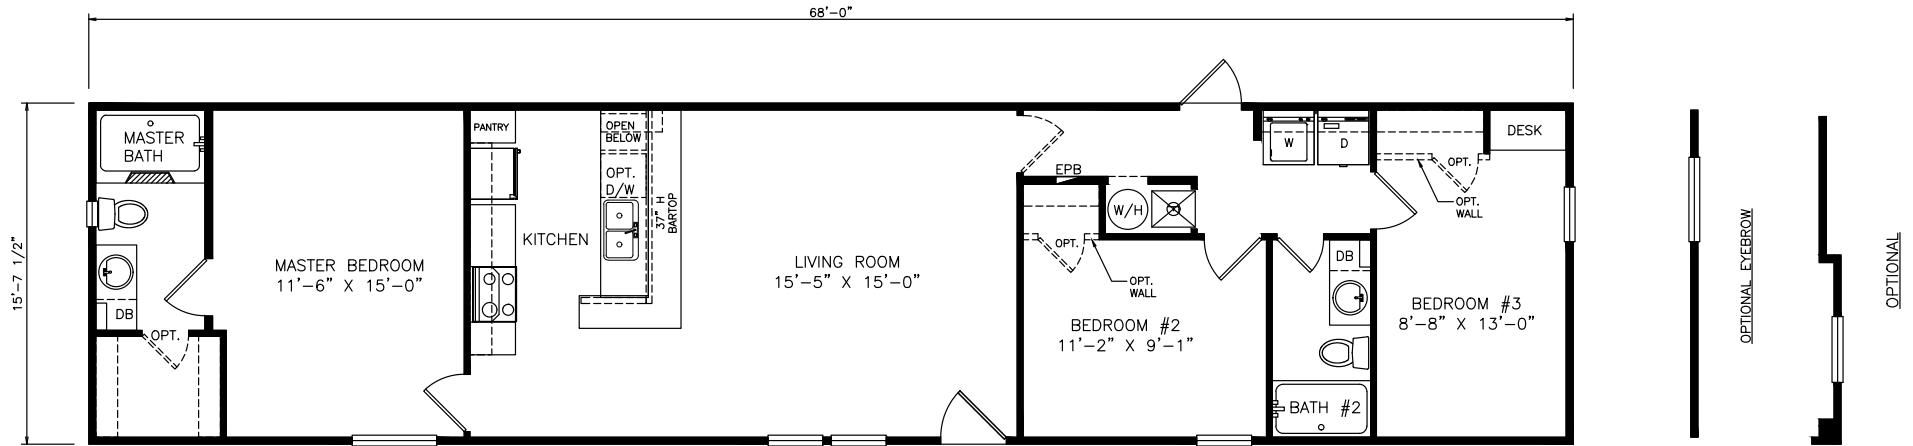 68'-0"
15'-7 1/2"
MASTER
BATH
DB
OPT.
MASTER BEDROOM
11'-6" X 15'-0"
PANTRY
KITCHEN
OPEN
BELOW
OPT.
D/W
37" H
BARTOP
LIVING ROOM
15'-5" X 15'-0"
EPB
W/H
OPT.
OPT.
WALL
BEDROOM #2
11'-2" X 9'-1"
W
D
DB
BATH #2
OPT.
OPT.
WALL
DESK
BEDROOM #3
8'-8" X 13'-0"
OPTIONAL EYEBROW
OPTIONAL